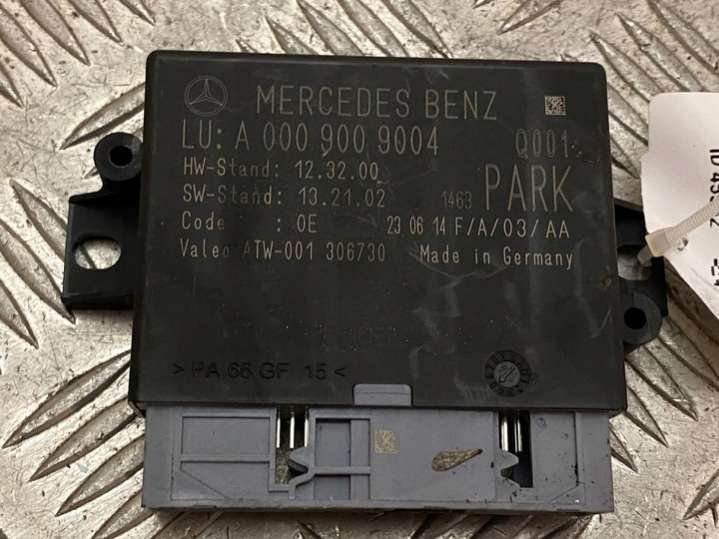 MERCEDES BENZ
LU: A 000 900 9004 Q001
HW-Stand: 12.32.00
SW-Stand: 13.21.02 1463 PARK
Code : 0E 23 06 14 F/A/03/AA
Valeo ATW-001 306730 Made in Germany
>PA 66 GF 15<